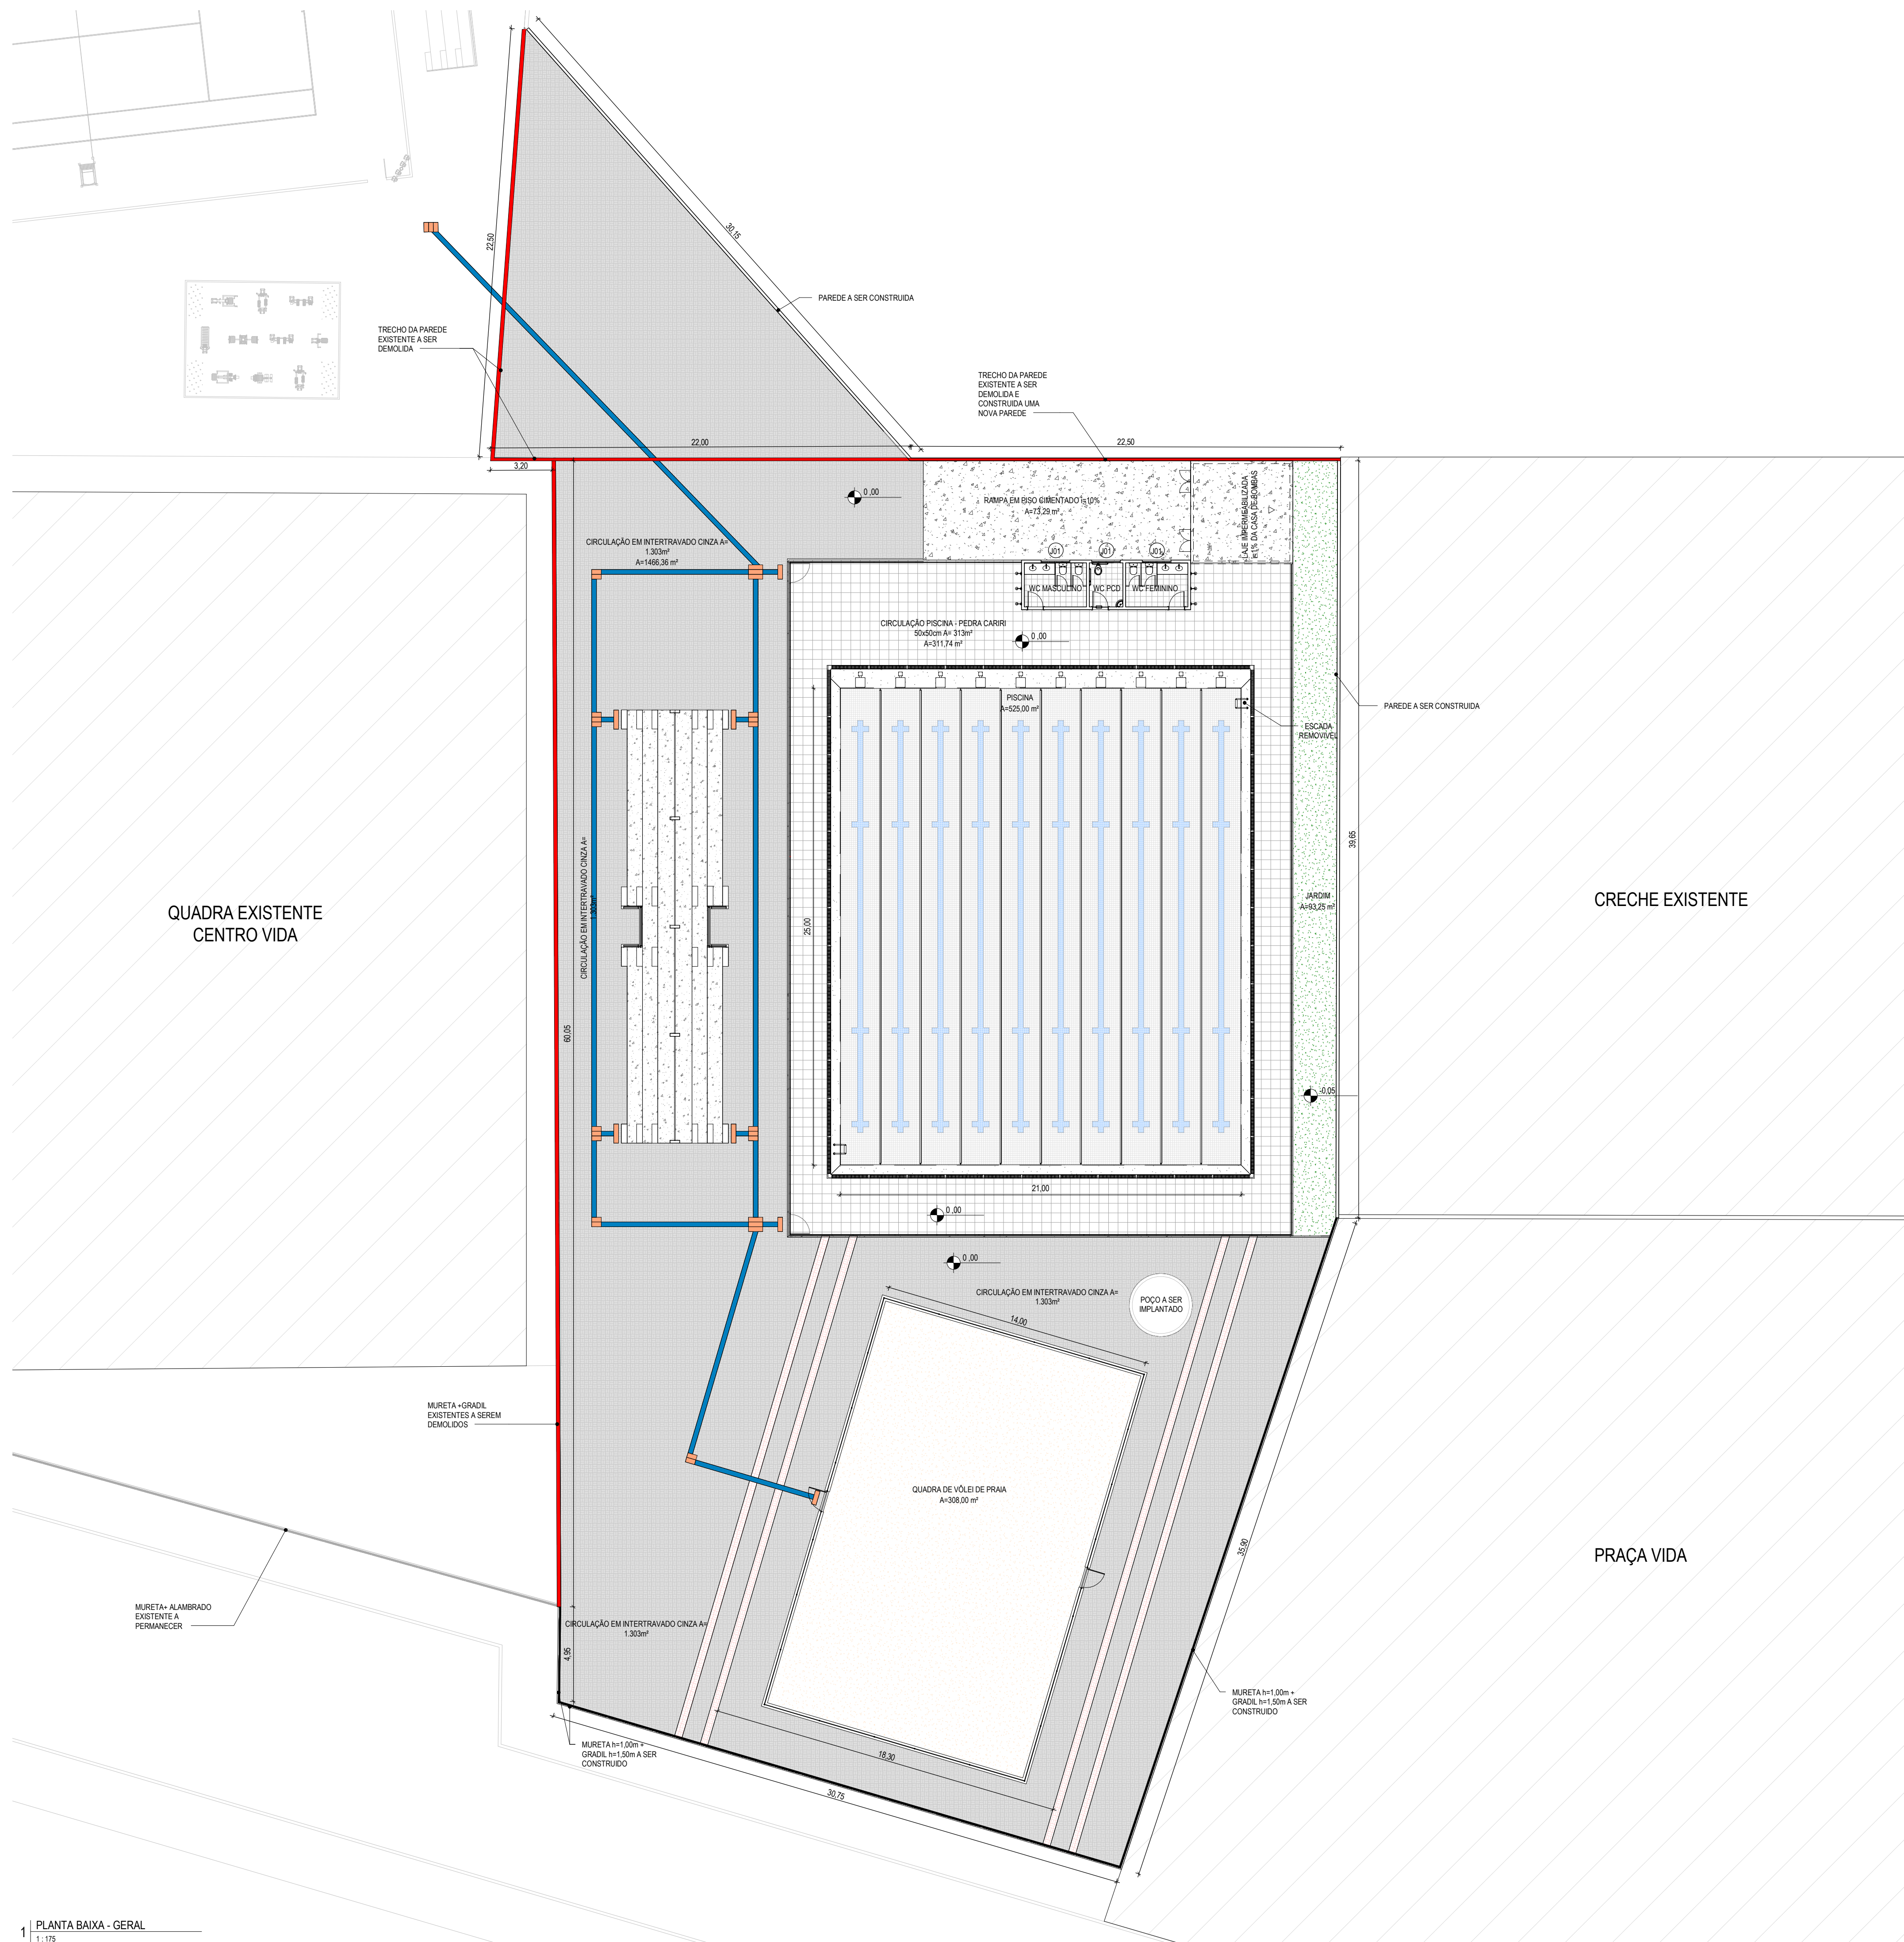 22,50
30,15
PAREDE A SER CONSTRUIDA
TRECHO DA PAREDE
EXISTENTE A SER
DEMOLIDA
TRECHO DA PAREDE
EXISTENTE A SER
DEMOLIDA E
CONSTRUIDA UMA
NOVA PAREDE
22,00
22,50
3,20
0 ,00
RAMPA EM PISO CIMENTADO i=10%
A=73,29 m²
LAJE IMPERMEABILIZADA
i=1% DA CASA DE BOMBAS
CIRCULAÇÃO EM INTERTRAVADO CINZA A=
1.303m²
A=1466,36 m²
J01
J01
J01
WC MASCULINO
WC PCD
WC FEMININO
CIRCULAÇÃO PISCINA - PEDRA CARIRI
50x50cm A= 313m²
A=311,74 m²
0 ,00
PISCINA
A=525,00 m²
ESCADA
REMOVIVEL
PAREDE A SER CONSTRUIDA
39,65
CIRCULAÇÃO EM INTERTRAVADO CINZA A=
1.303m²
25,00
JARDIM
A=93,25 m²
QUADRA EXISTENTE
CENTRO VIDA
CRECHE EXISTENTE
60,05
-0.05
21,00
0 ,00
0 ,00
CIRCULAÇÃO EM INTERTRAVADO CINZA A=
1.303m²
POÇO A SER
IMPLANTADO
14,00
MURETA +GRADIL
EXISTENTES A SEREM
DEMOLIDOS
QUADRA DE VÔLEI DE PRAIA
A=308,00 m²
35,90
PRAÇA VIDA
MURETA+ ALAMBRADO
EXISTENTE A
PERMANECER
CIRCULAÇÃO EM INTERTRAVADO CINZA A=
1.303m²
4,95
MURETA h=1,00m +
GRADIL h=1,50m A SER
CONSTRUIDO
MURETA h=1,00m +
GRADIL h=1,50m A SER
CONSTRUIDO
18,30
30,75
1
PLANTA BAIXA - GERAL
1 : 175